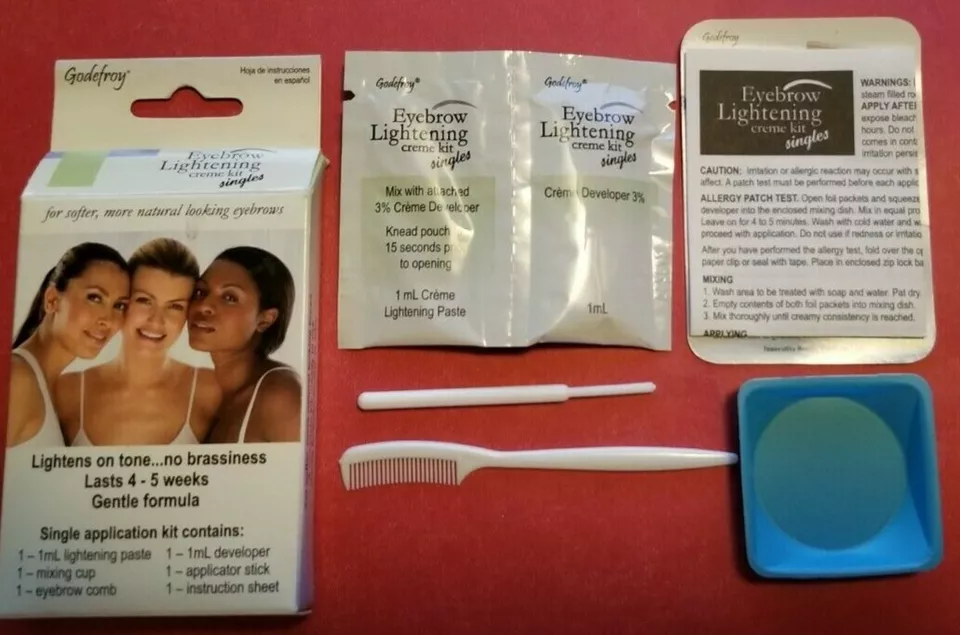 Godefroy
Hoja de instrucciones
en español
Eyebrow
Lightening
creme kit
singles
for softer, more natural looking eyebrows
Lightens on tone...no brassiness
Lasts 4 - 5 weeks
Gentle formula
Single application kit contains:
1 – 1mL lightening paste 1 – 1mL developer
1 – mixing cup 1 – applicator stick
1 – eyebrow comb 1 – instruction sheet
Godefroy®
Eyebrow
Lightening
creme kit
singles
Mix with attached
3% Crème Developer
Knead pouch
15 seconds
to opening
1 mL Crème
Lightening Paste
Godefroy®
Eyebrow
Lightening
creme kit
singles
Crème Developer 3%
1mL
Godefroy
Eyebrow
Lightening
creme kit
singles
WARNINGS:
steam filled
APPLY AFTE
expose bleach
hours. Do not
comes in cont
irritation persi
CAUTION: Irritation or allergic reaction may occur with
affect. A patch test must be performed before each applic
ALLERGY PATCH TEST. Open foil packets and squeeze
developer into the enclosed mixing dish. Mix in equal pro
Leave on for 4 to 5 minutes. Wash with cold water and
proceed with application. Do not use if redness or irritatio
After you have performed the allergy test, fold over the
paper clip or seal with tape. Place in enclosed zip lock ba
MIXING
1. Wash area to be treated with soap and water. Pat dry.
2. Empty contents of both foil packets into mixing dish.
3. Mix thoroughly until creamy consistency is reached.
APPLYING